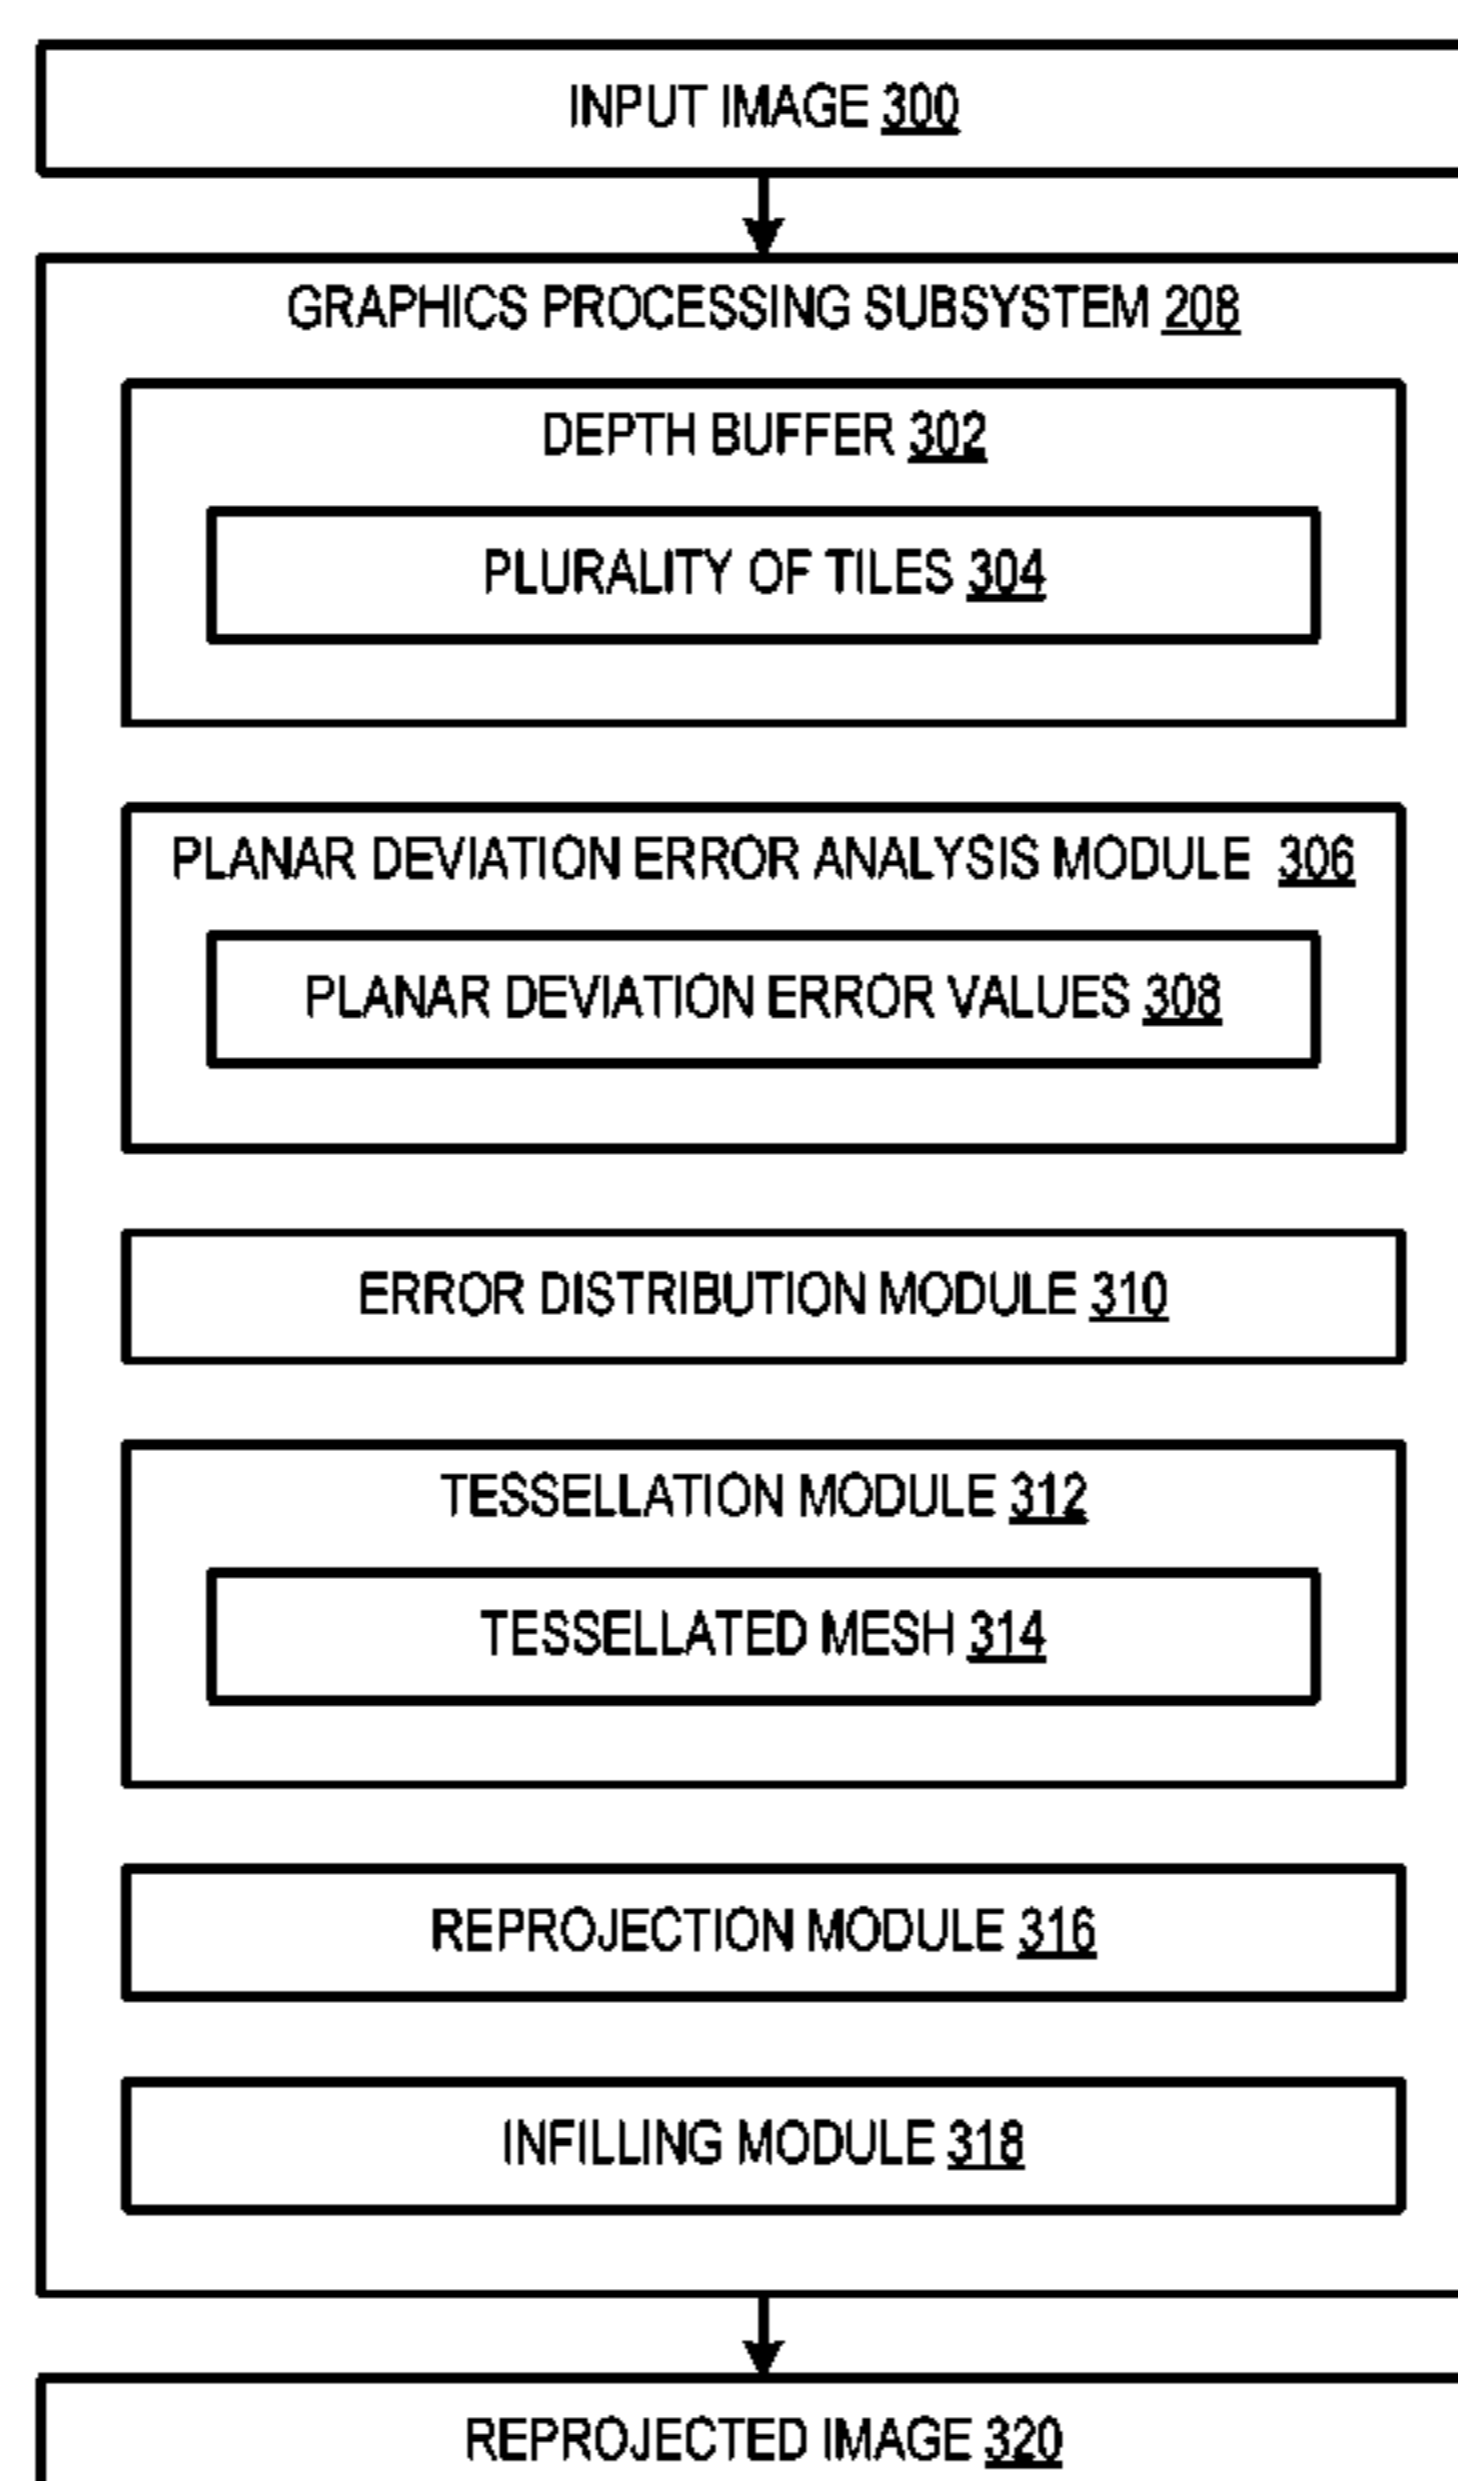 INPUT IMAGE 300
GRAPHICS PROCESSING SUBSYSTEM 208
DEPTH BUFFER 302
PLURALITY OF TILES 304
PLANAR DEVIATION ERROR ANALYSIS MODULE 306
PLANAR DEVIATION ERROR VALUES 308
ERROR DISTRIBUTION MODULE 310
TESSELLATION MODULE 312
TESSELLATED MESH 314
REPROJECTION MODULE 316
INFILLING MODULE 318
REPROJECTED IMAGE 320